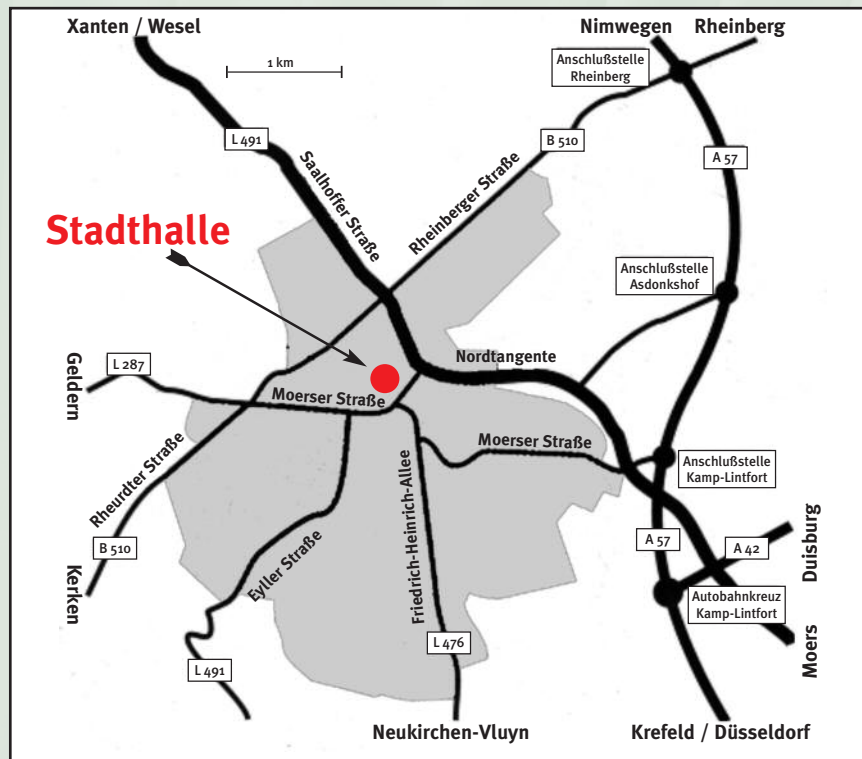 Xanten / Wesel
Nimwegen
Rheinberg
1 km
Anschlußstelle
Rheinberg
L 491
B 510
A 57
Saalhoffer Straße
Rheinberger Straße
Stadthalle
Anschlußstelle
Asdonkshof
Nordtangente
Geldern
L 287
Moerser Straße
Moerser Straße
Anschlußstelle
Kamp-Lintfort
Rheurdter Straße
B 510
Kerken
Eyller Straße
Friedrich-Heinrich-Allee
A 57
A 42
Duisburg
Autobahnkreuz
Kamp-Lintfort
Moers
L 491
L 476
Neukirchen-Vluyn
Krefeld / Düsseldorf